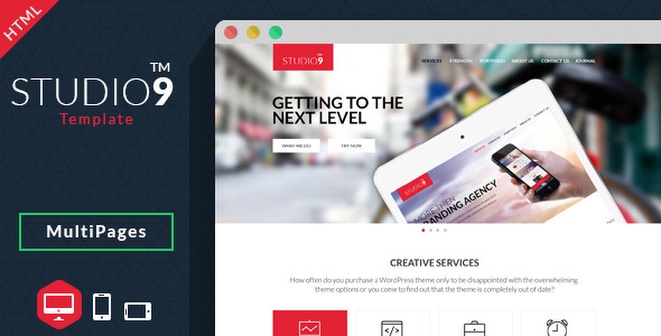 HTML
STUDIO9™
Template
MultiPages
STUDIO9™
SERVICES STRENGTH PORTFOLIO ABOUT US CONTACT US JOURNAL
GETTING TO THE
NEXT LEVEL
WHAT WE DO
TRY NOW
STUDIO9
MORE THEN
BRANDING AGENCY
CREATIVE SERVICES
How often do you purchase a WordPress theme only to be disappointed with the overwhelming
theme options or you come to find out that the theme is completely out of date?